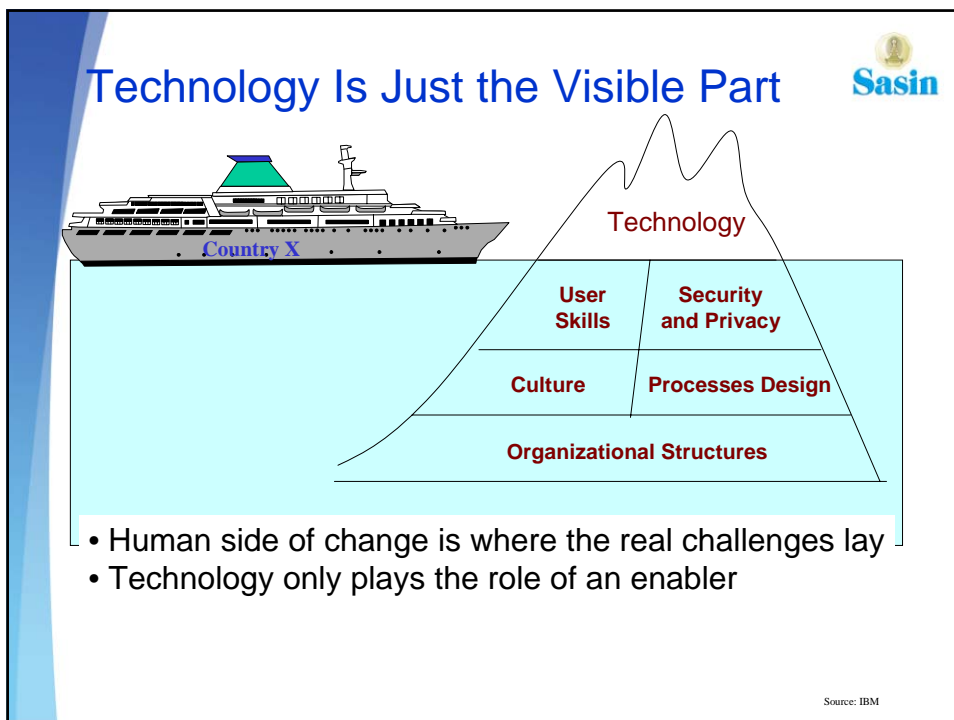 Technology Is Just the Visible Part
Sasin
Technology
Country X
User
Skills
Security
and Privacy
Culture
Processes Design
Organizational Structures
• Human side of change is where the real challenges lay
• Technology only plays the role of an enabler
Source: IBM